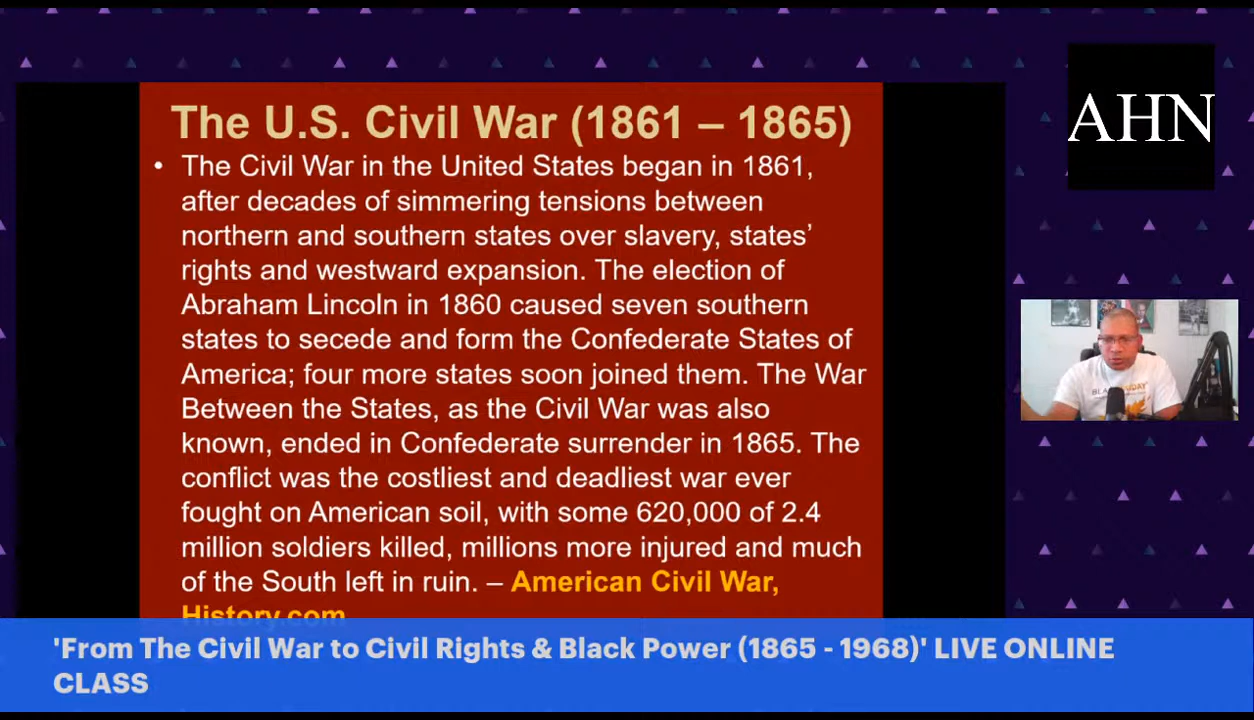 The U.S. Civil War (1861 – 1865)
• The Civil War in the United States began in 1861,
after decades of simmering tensions between
northern and southern states over slavery, states’
rights and westward expansion. The election of
Abraham Lincoln in 1860 caused seven southern
states to secede and form the Confederate States of
America; four more states soon joined them. The War
Between the States, as the Civil War was also
known, ended in Confederate surrender in 1865. The
conflict was the costliest and deadliest war ever
fought on American soil, with some 620,000 of 2.4
million soldiers killed, millions more injured and much
of the South left in ruin. – American Civil War,
History.com
AHN
'From The Civil War to Civil Rights & Black Power (1865 - 1968)' LIVE ONLINE
CLASS